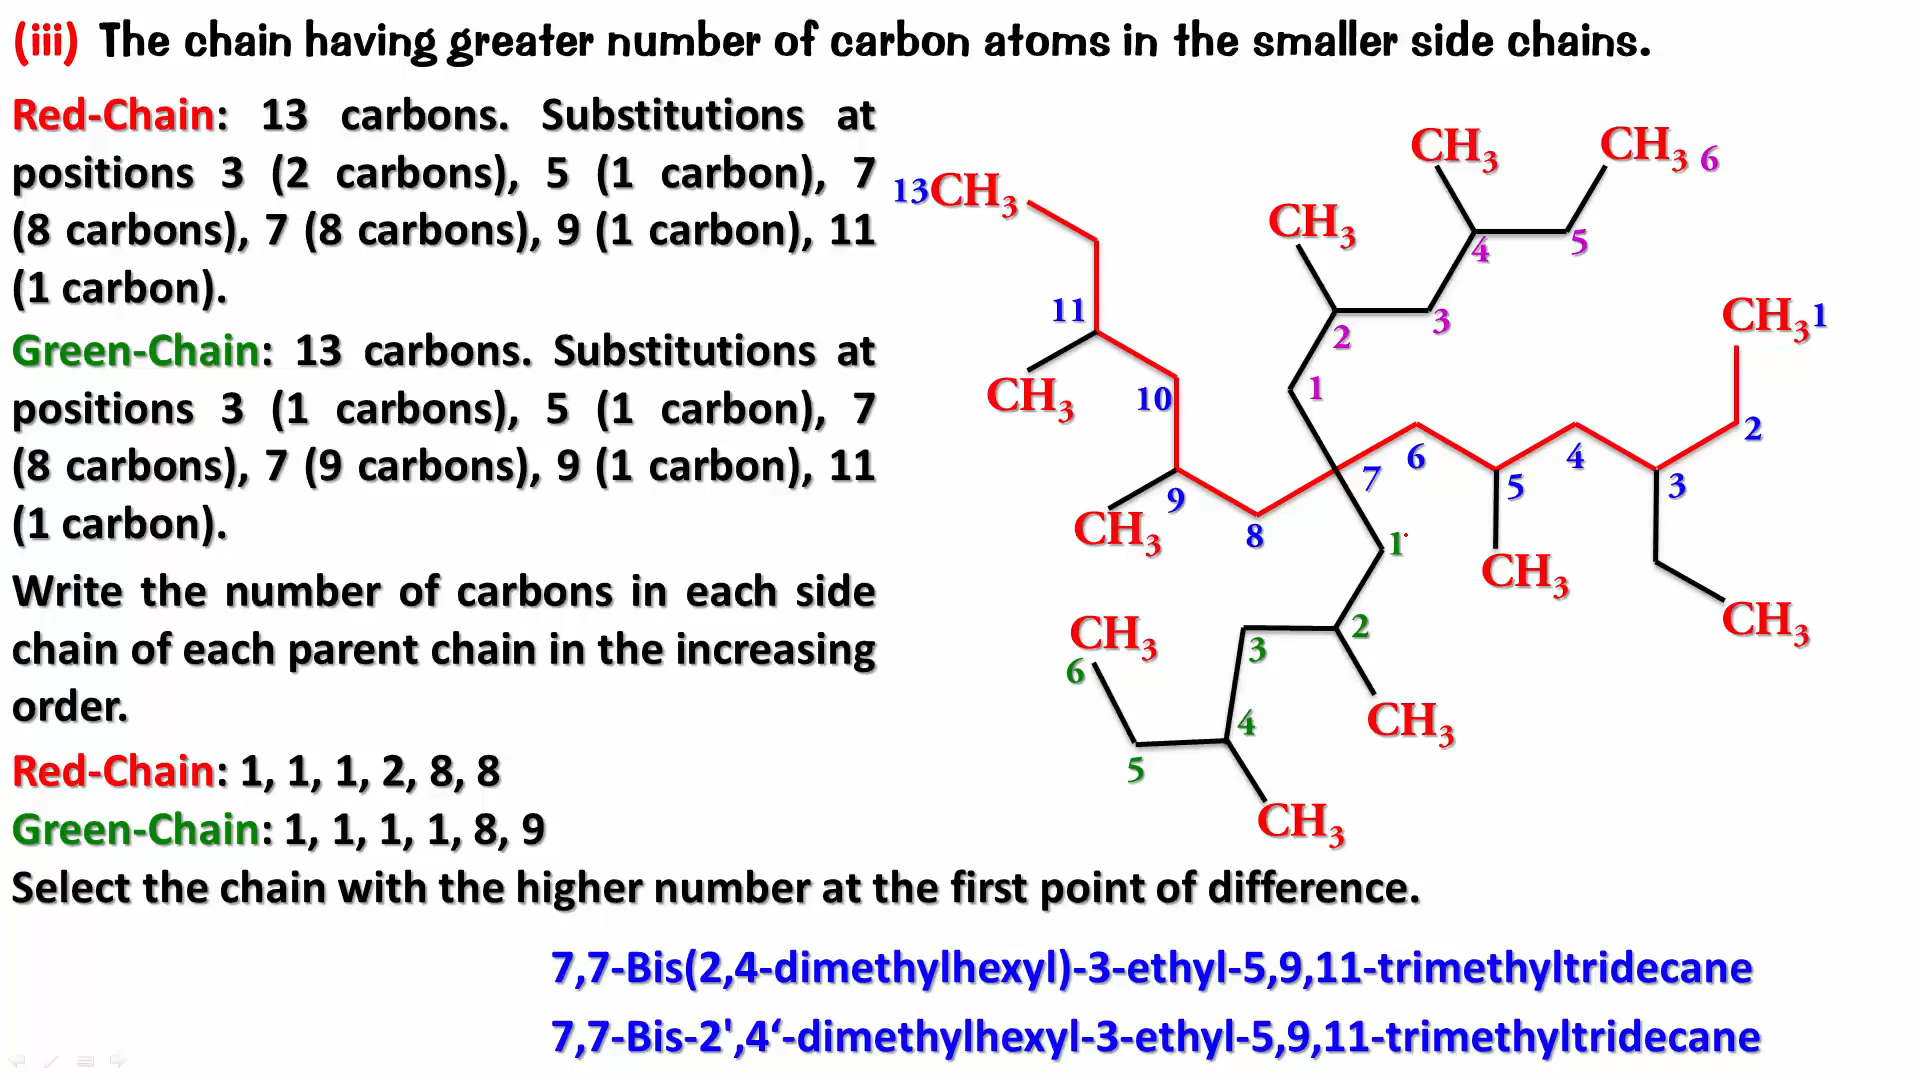 (iii) The chain having greater number of carbon atoms in the smaller side chains.
Red-Chain: 13 carbons. Substitutions at
positions 3 (2 carbons), 5 (1 carbon), 7
(8 carbons), 7 (8 carbons), 9 (1 carbon), 11
(1 carbon).
Green-Chain: 13 carbons. Substitutions at
positions 3 (1 carbons), 5 (1 carbon), 7
(8 carbons), 7 (9 carbons), 9 (1 carbon), 11
(1 carbon).
Write the number of carbons in each side
chain of each parent chain in the increasing
order.
Red-Chain: 1, 1, 1, 2, 8, 8
Green-Chain: 1, 1, 1, 1, 8, 9
Select the chain with the higher number at the first point of difference.
7,7-Bis(2,4-dimethylhexyl)-3-ethyl-5,9,11-trimethyltridecane
7,7-Bis-2',4‘-dimethylhexyl-3-ethyl-5,9,11-trimethyltridecane
CH3
CH3 6
13CH3
CH3
4
5
11
2
3
CH31
CH3
10
1
2
6
4
7
5
3
9
8
CH3
1
CH3
CH3
CH3
6
3
2
4
CH3
5
CH3